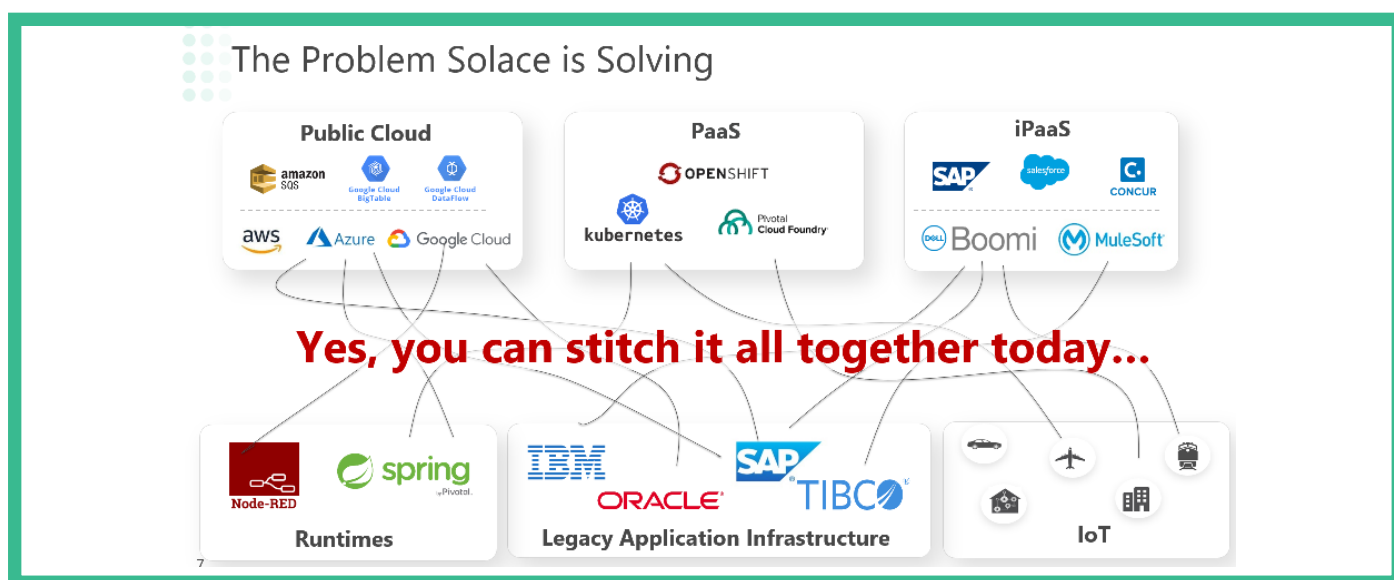 The Problem Solace is Solving
Public Cloud
amazon
SQS
Google Cloud
BigTable
Google Cloud
DataFlow
aws
Azure
Google Cloud
PaaS
OPENSHIFT
kubernetes
Pivotal
Cloud Foundry
iPaaS
SAP
salesforce
C.
CONCUR
DELL
Boomi
MuleSoft
Yes, you can stitch it all together today…
Node-RED
spring
by Pivotal.
Runtimes
IBM
ORACLE
SAP
TIBCO
Legacy Application Infrastructure
IoT
7